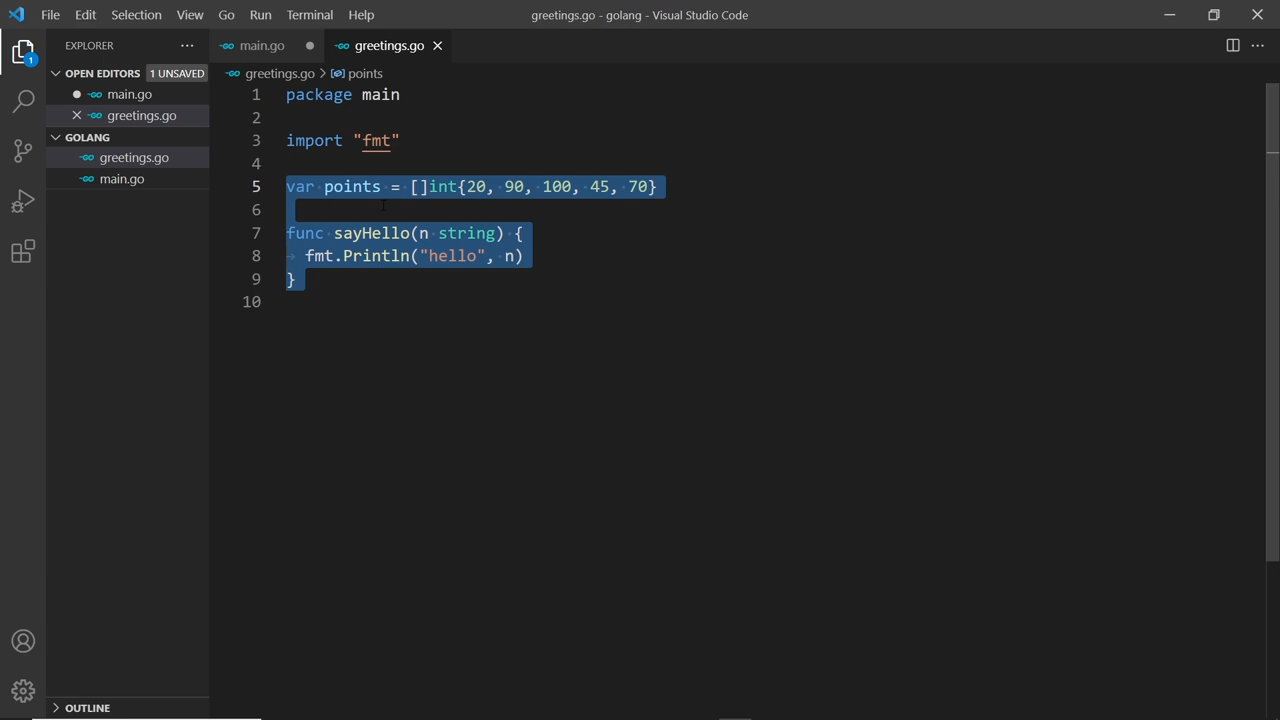 File Edit Selection View Go Run Terminal Help greetings.go - golang - Visual Studio Code
EXPLORER
main.go greetings.go
OPEN EDITORS 1 UNSAVED
main.go
greetings.go
GOLANG
greetings.go
main.go
OUTLINE
1
greetings.go > points
1 package main
2
3 import "fmt"
4
5 var points = []int{20, 90, 100, 45, 70}
6
7 func sayHello(n string) {
8 fmt.Println("hello", n)
9 }
10